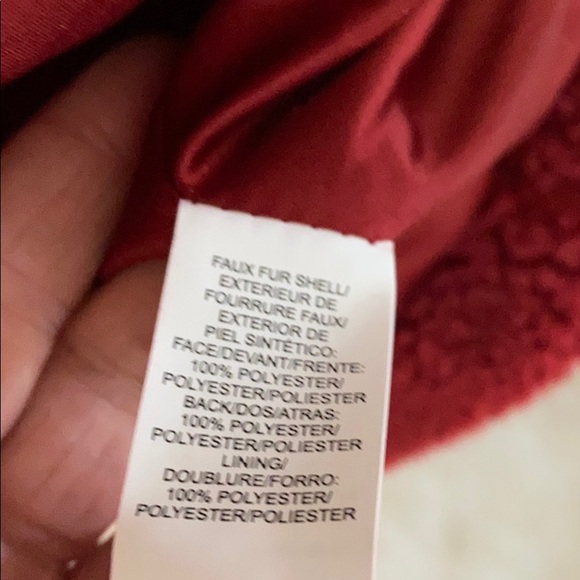 FAUX FUR SHELL/
EXTERIEUR DE
FOURRURE FAUX/
EXTERIOR DE
PIEL SINTÉTICO:
FACE/DEVANT/FRENTE:
100% POLYESTER/
POLYESTER/POLIESTER
BACK/DOS/ATRAS:
100% POLYESTER/
POLYESTER/POLIESTER
LINING/
DOUBLURE/FORRO:
100% POLYESTER/
POLYESTER/POLIESTER